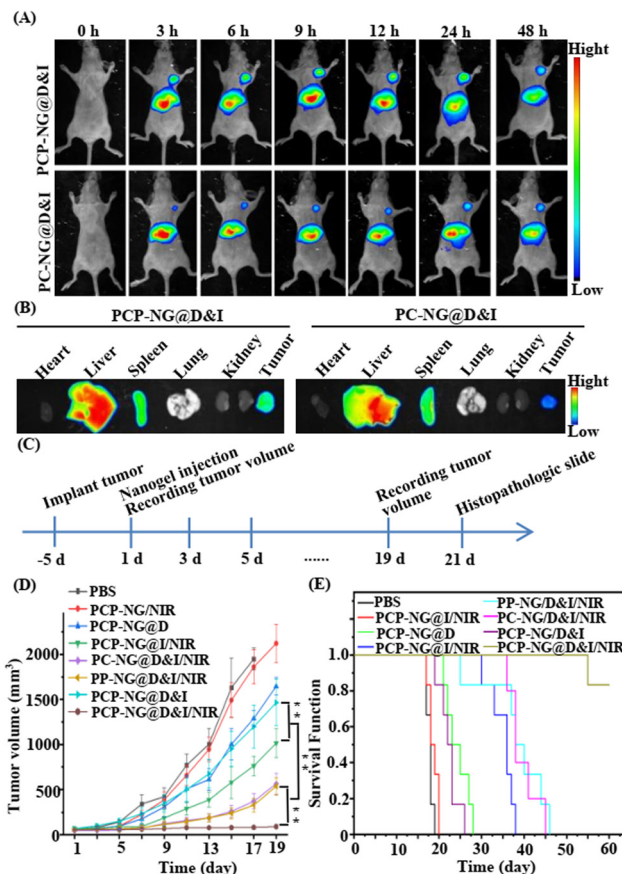 (A)
0 h 3 h 6 h 9 h 12 h 24 h 48 h
Hight
PCP-NG@D&I
PC-NG@D&I
Low
(B)
PCP-NG@D&I PC-NG@D&I
Heart Liver Spleen Lung Kidney Tumor Heart Liver Spleen Lung Kidney Tumor
Hight
Low
(C)
Implant tumor
Nanogel injection
Recording tumor volume
Recording tumor
volume
Histopathologic slide
-5 d 1 d 3 d 5 d ...... 19 d 21 d
(D)
PBS
PCP-NG/NIR
PCP-NG@D
PCP-NG@I/NIR
PC-NG@D&I/NIR
PP-NG@D&I/NIR
PCP-NG@D&I
PCP-NG@D&I/NIR
Tumor volume (mm³)
2000
1500
1000
500
0
* *
* *
* *
1 5 9 13 17 19
Time (day)
(E)
PBS PP-NG/D&I/NIR
PCP-NG@I/NIR PC-NG/D&I/NIR
PCP-NG@D PCP-NG/D&I
PCP-NG@I/NIR PCP-NG@D&I/NIR
Survival Function
1.0
0.8
0.6
0.4
0.2
0 10 20 30 40 50 60
Time (day)